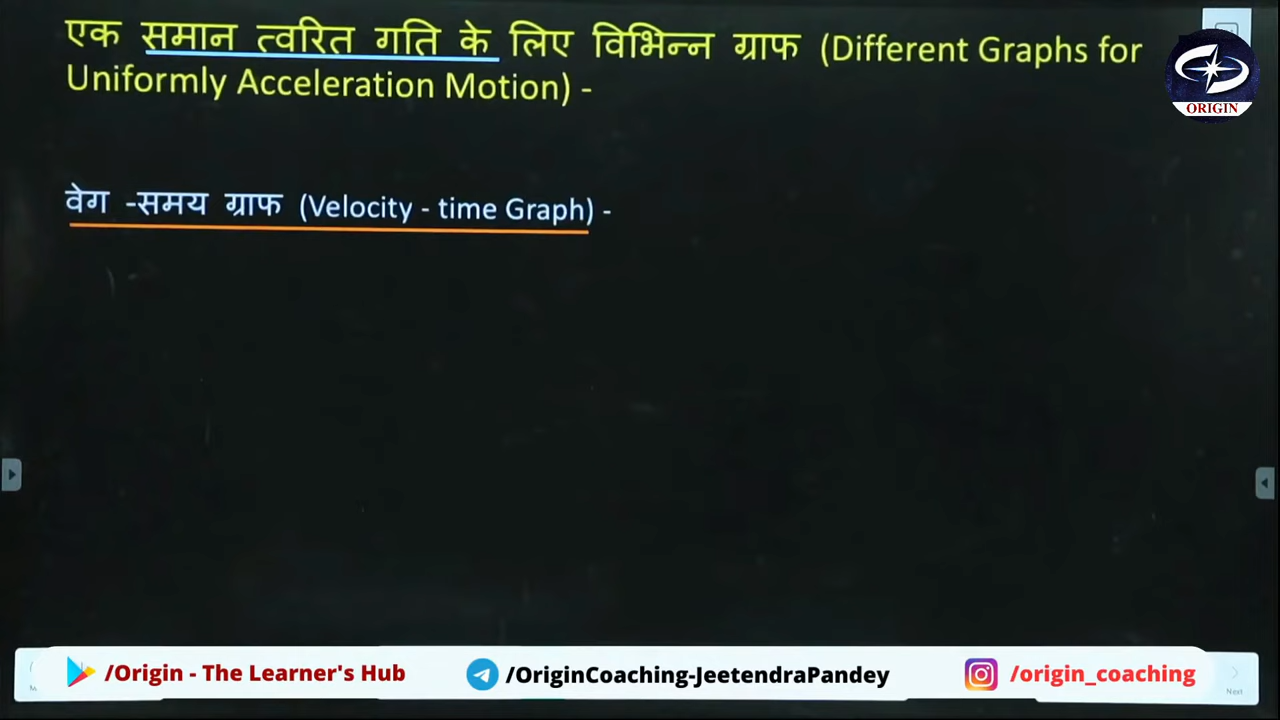 एक समान त्वरित गति के लिए विभिन्न ग्राफ (Different Graphs for
Uniformly Acceleration Motion) -
ORIGIN
वेग -समय ग्राफ (Velocity - time Graph) -
/Origin - The Learner's Hub
/OriginCoaching-JeetendraPandey
/origin_coaching
Next